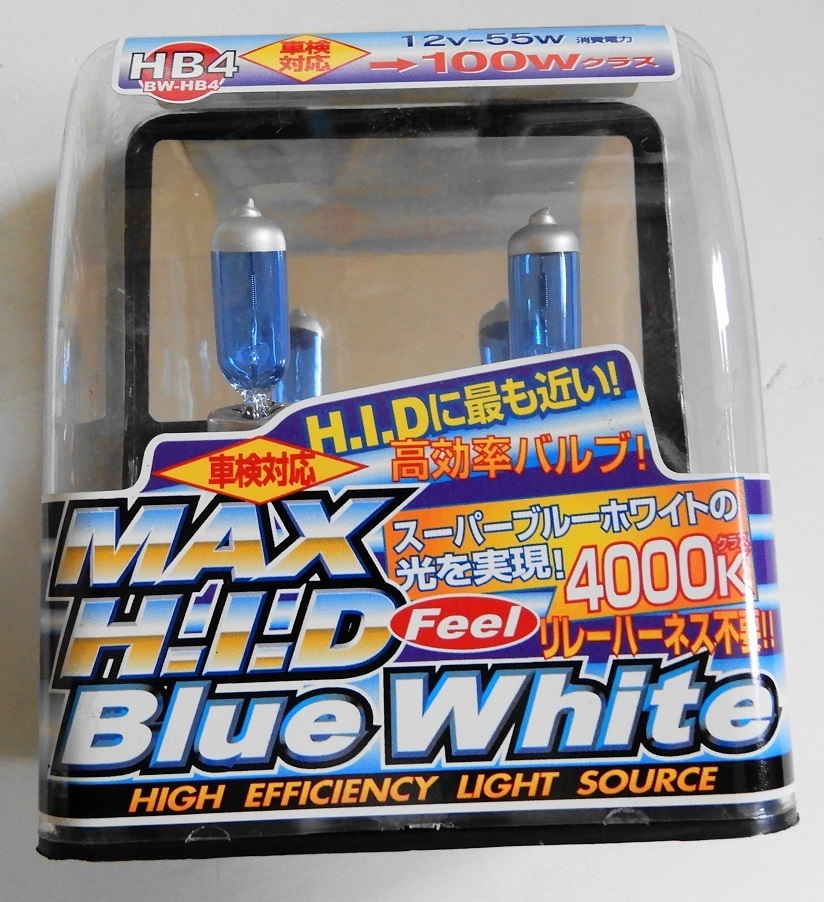 HB4
BW-HB4
車検
対応
12V-55W 消費電力
→100Wクラス
H.I.Dに最も近い!
高効率バルブ!
車検対応
MAX
H.I.D
スーパーブルーホワイトの
光を実現!
4000K
クラス
Feel
リレーハーネス不要!!
Blue White
HIGH EFFICIENCY LIGHT SOURCE